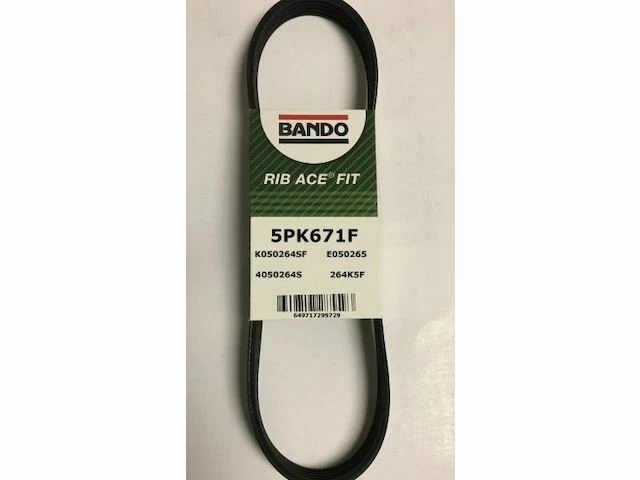 BANDO
RIB ACE® FIT
5PK671F
K050264SF E050265
4050264S 264K5F
649717299729